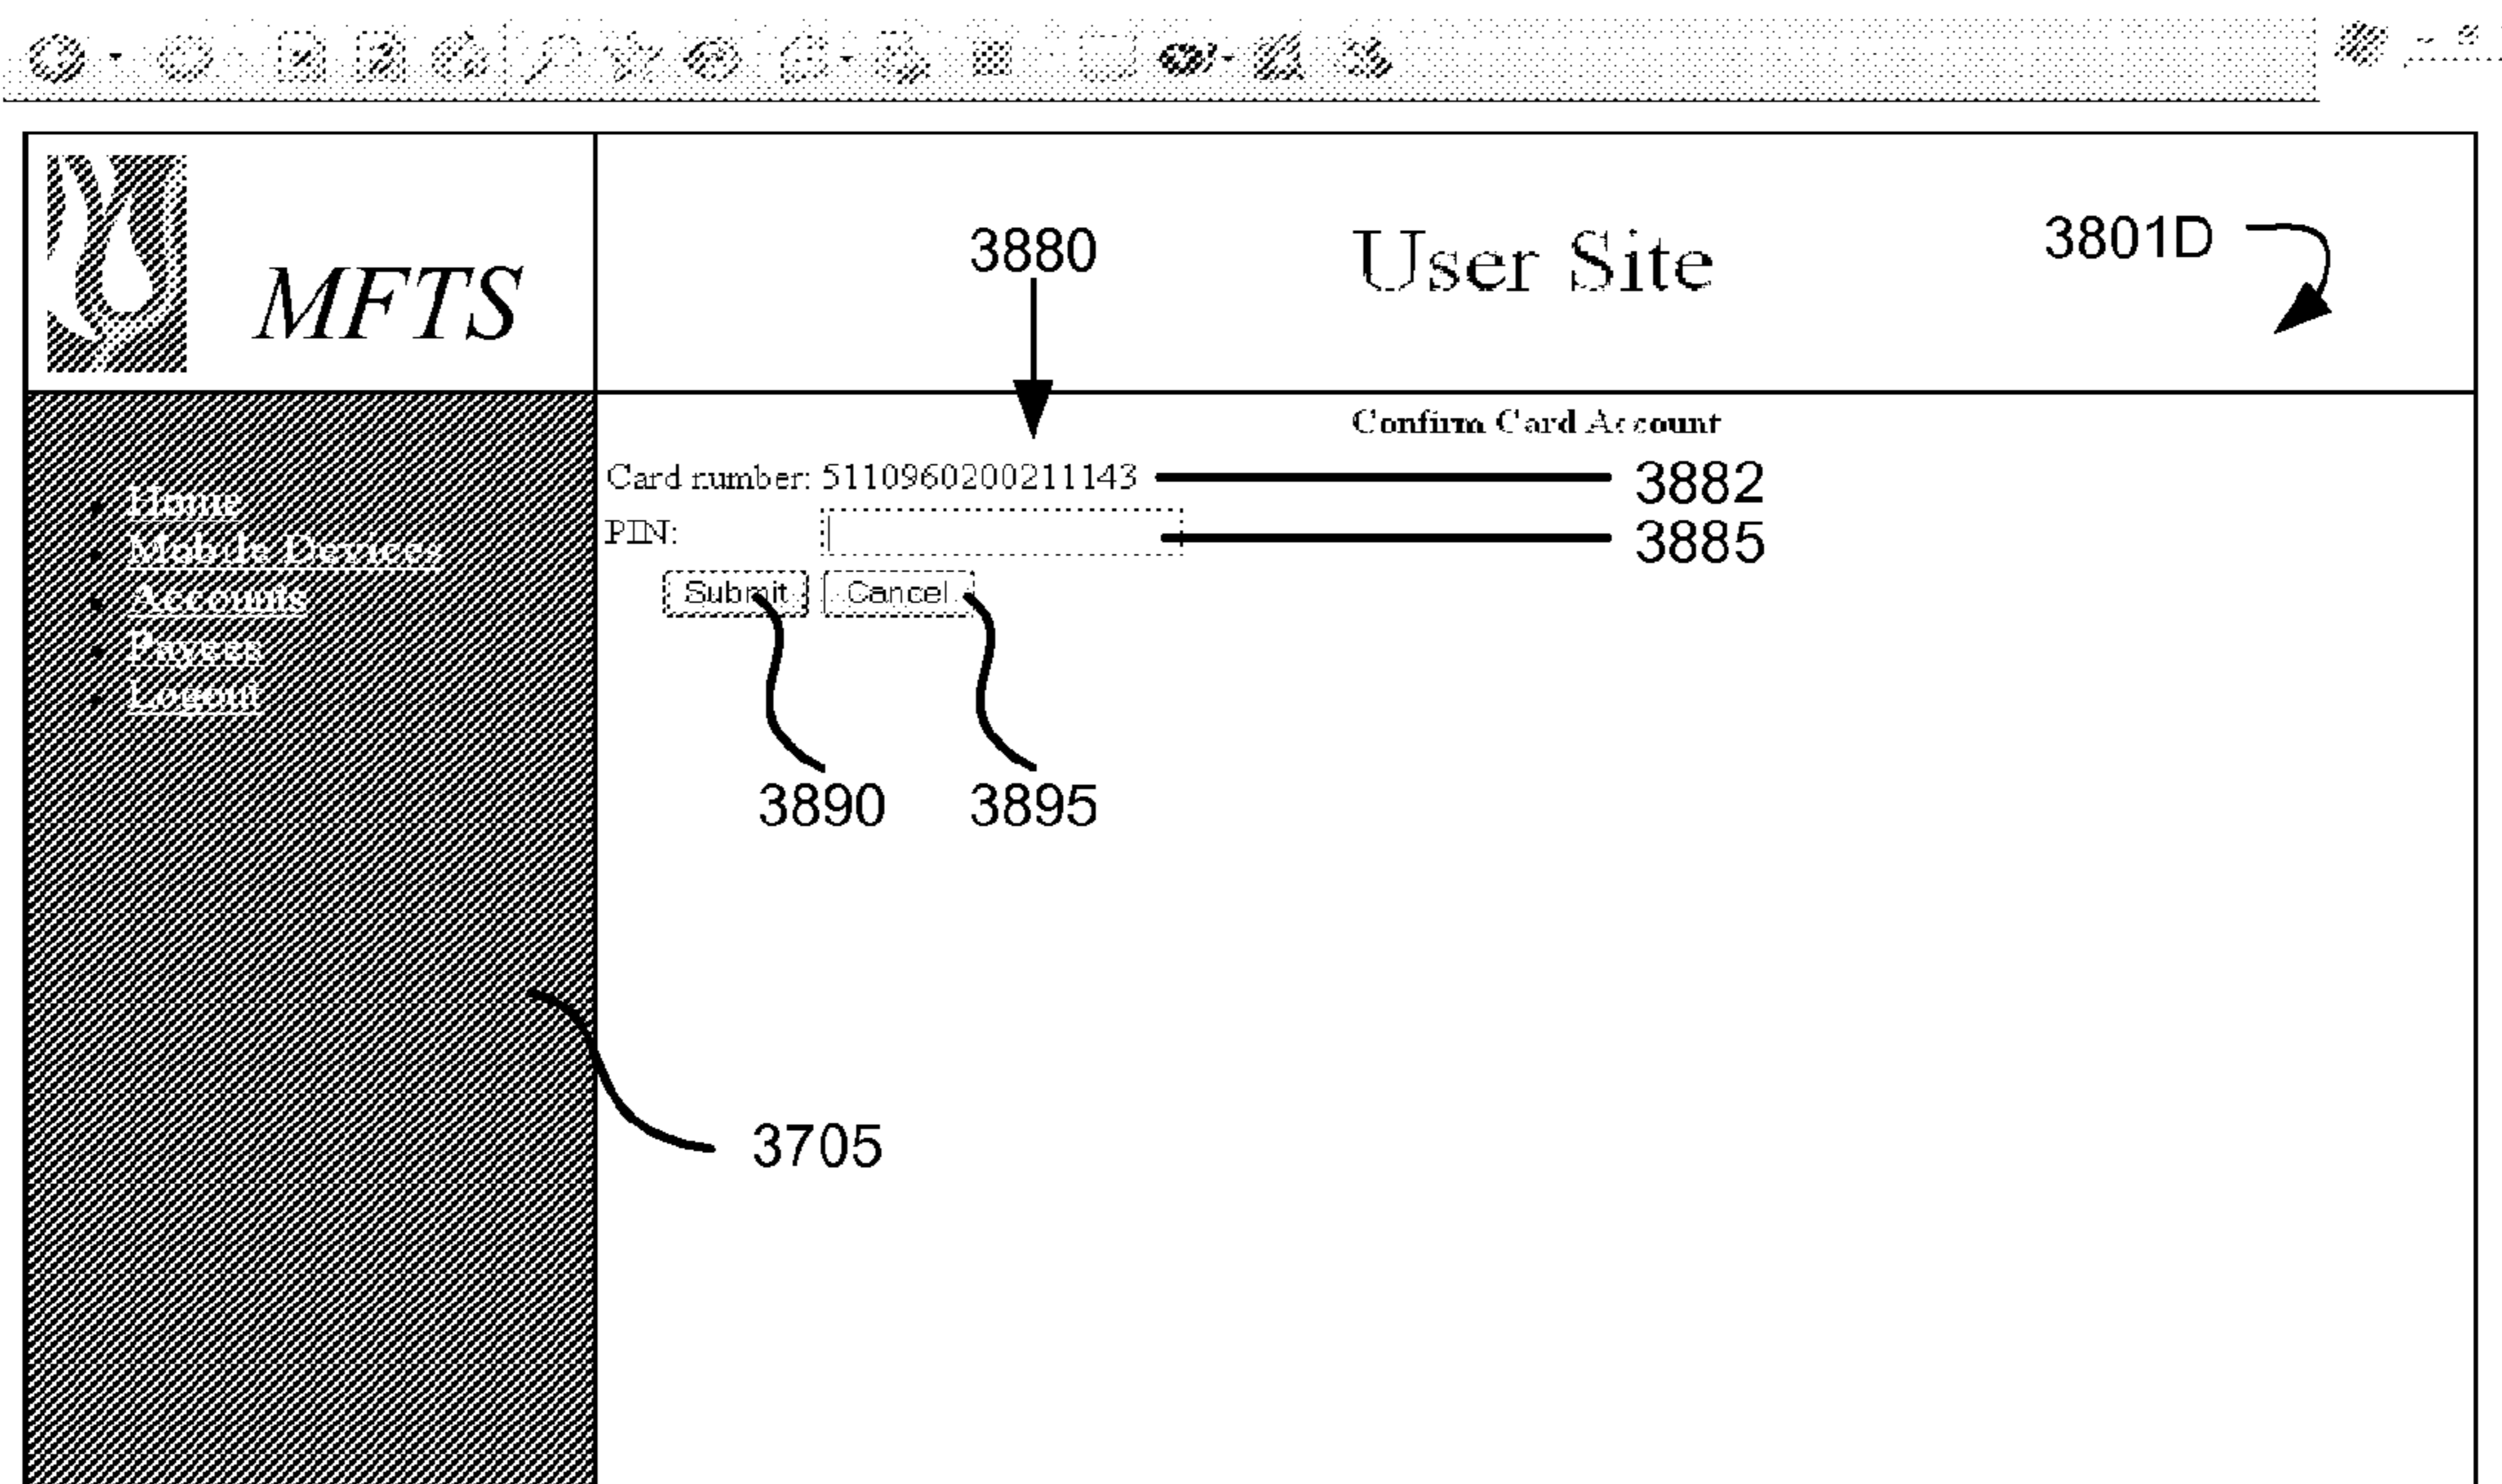 MFTS
3880
User Site
3801D
Confirm Card Account
Card number: 5110960200211143
3882
PIN:
3885
Submit Cancel
Home
Mobile Devices
Accounts
Payees
Logout
3890 3895
3705